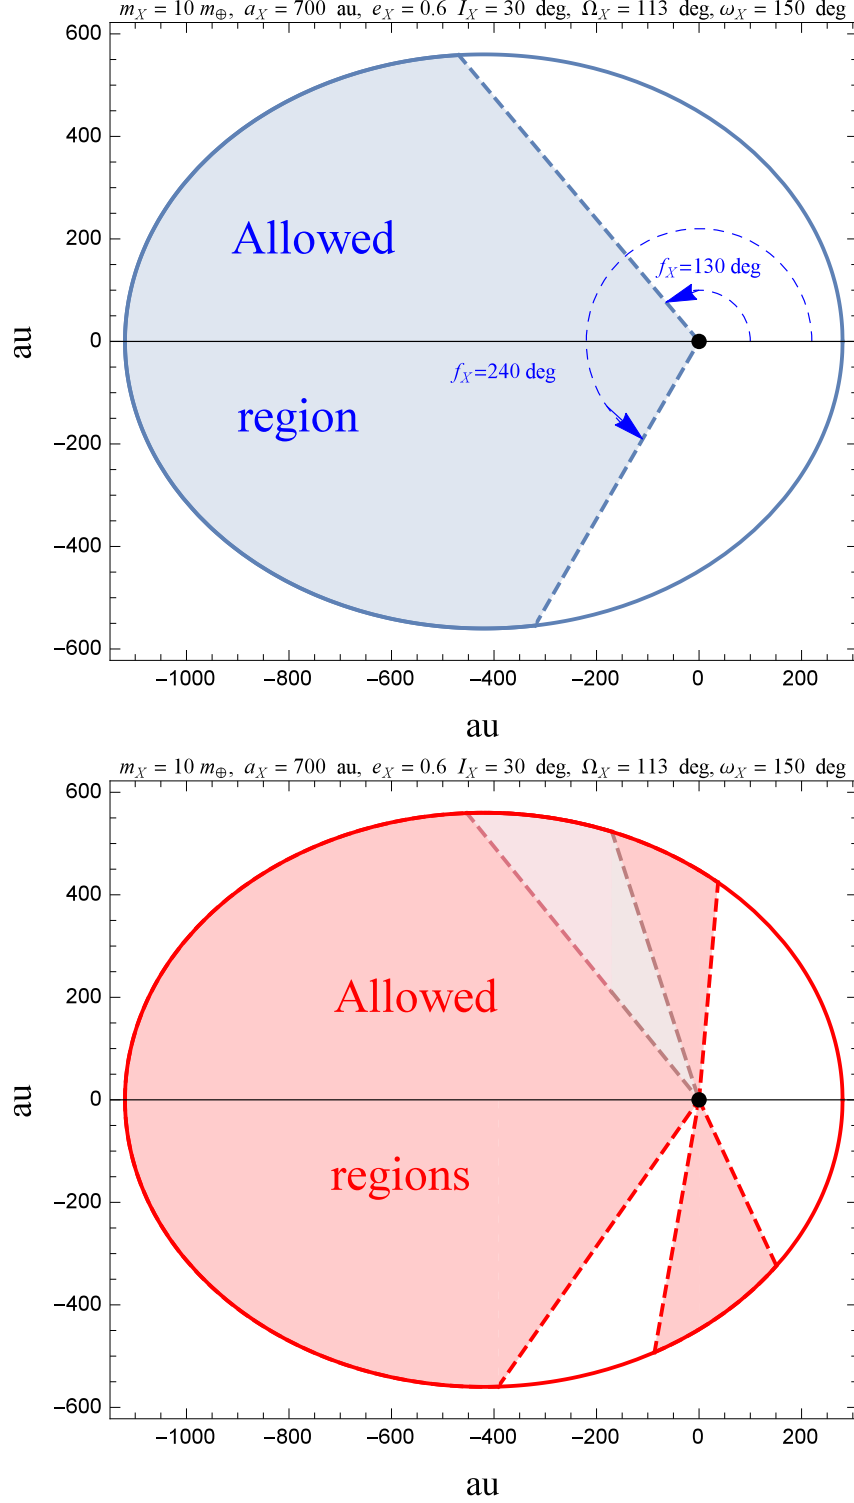 m_X = 10 m_⊕, a_X = 700 au, e_X = 0.6 I_X = 30 deg, Ω_X = 113 deg, ω_X = 150 deg
600
400
200
0
−200
−400
−600
au
Allowed
f_X=130 deg
f_X=240 deg
region
−1000 −800 −600 −400 −200 0 200
au
m_X = 10 m_⊕, a_X = 700 au, e_X = 0.6 I_X = 30 deg, Ω_X = 113 deg, ω_X = 150 deg
600
400
200
0
−200
−400
−600
au
Allowed
regions
−1000 −800 −600 −400 −200 0 200
au